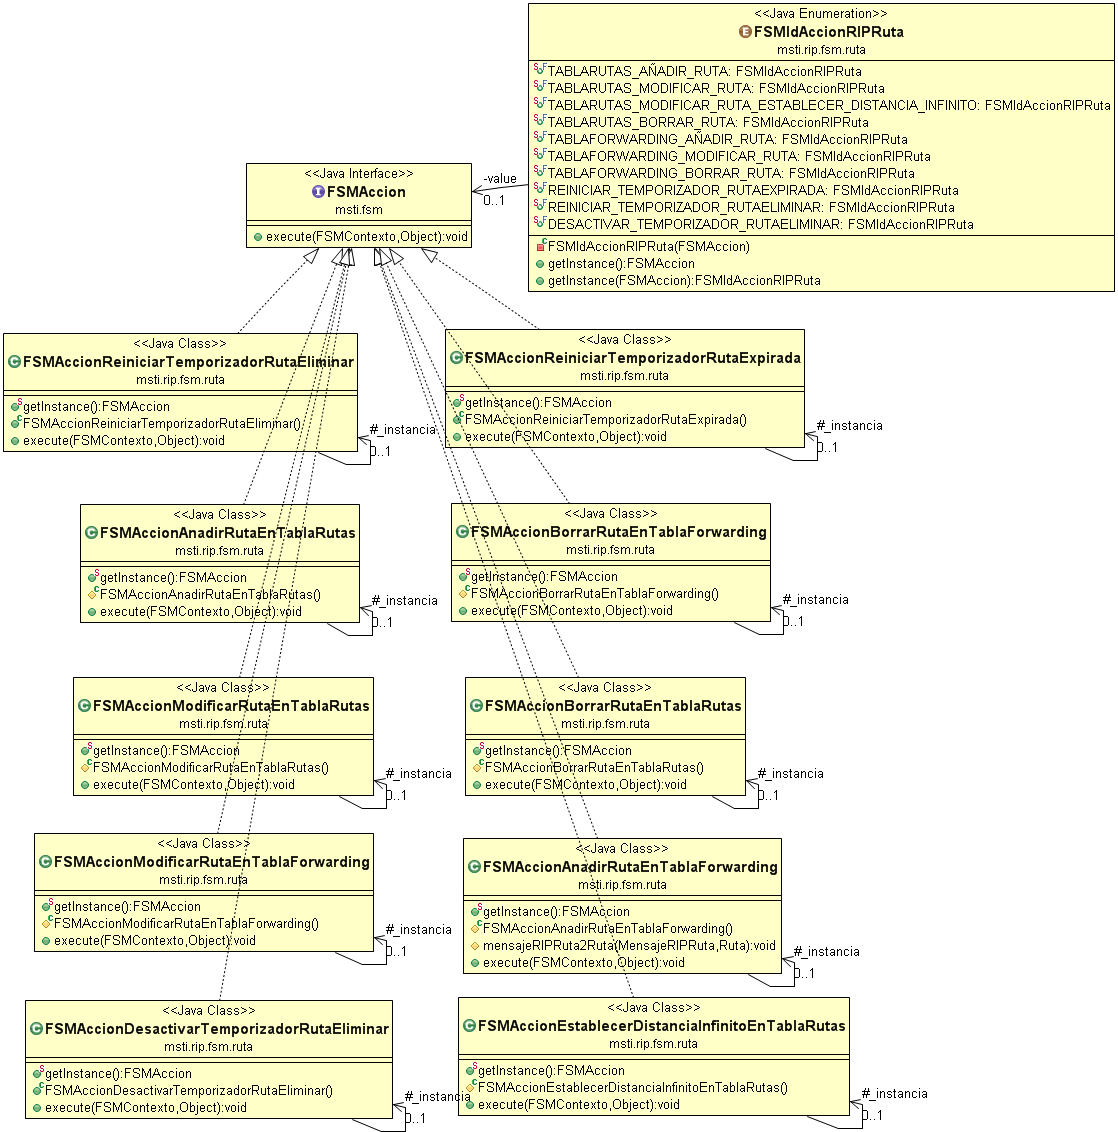 <<Java Enumeration>>
FSMIdAccionRIPRuta
msti.rip.fsm.ruta
TABLARUTAS_AÑADIR_RUTA: FSMIdAccionRIPRuta
TABLARUTAS_MODIFICAR_RUTA: FSMIdAccionRIPRuta
TABLARUTAS_MODIFICAR_RUTA_ESTABLECER_DISTANCIA_INFINITO: FSMIdAccionRIPRuta
TABLARUTAS_BORRAR_RUTA: FSMIdAccionRIPRuta
TABLAFORWARDING_AÑADIR_RUTA: FSMIdAccionRIPRuta
TABLAFORWARDING_MODIFICAR_RUTA: FSMIdAccionRIPRuta
TABLAFORWARDING_BORRAR_RUTA: FSMIdAccionRIPRuta
REINICIAR_TEMPORIZADOR_RUTAEXPIRADA: FSMIdAccionRIPRuta
REINICIAR_TEMPORIZADOR_RUTAELIMINAR: FSMIdAccionRIPRuta
DESACTIVAR_TEMPORIZADOR_RUTAELIMINAR: FSMIdAccionRIPRuta
FSMIdAccionRIPRuta(FSMAccion)
getInstance():FSMAccion
getInstance(FSMAccion):FSMIdAccionRIPRuta
-value
0..1
<<Java Interface>>
FSMAccion
msti.fsm
execute(FSMContexto,Object):void
<<Java Class>>
FSMAccionReiniciarTemporizadorRutaEliminar
msti.rip.fsm.ruta
getInstance():FSMAccion
FSMAccionReiniciarTemporizadorRutaEliminar()
execute(FSMContexto,Object):void
#_instancia
0..1
<<Java Class>>
FSMAccionReiniciarTemporizadorRutaExpirada
msti.rip.fsm.ruta
getInstance():FSMAccion
FSMAccionReiniciarTemporizadorRutaExpirada()
execute(FSMContexto,Object):void
#_instancia
0..1
<<Java Class>>
FSMAccionAnadirRutaEnTablaRutas
msti.rip.fsm.ruta
getInstance():FSMAccion
FSMAccionAnadirRutaEnTablaRutas()
execute(FSMContexto,Object):void
#_instancia
0..1
<<Java Class>>
FSMAccionBorrarRutaEnTablaForwarding
msti.rip.fsm.ruta
getInstance():FSMAccion
FSMAccionBorrarRutaEnTablaForwarding()
execute(FSMContexto,Object):void
#_instancia
0..1
<<Java Class>>
FSMAccionModificarRutaEnTablaRutas
msti.rip.fsm.ruta
getInstance():FSMAccion
FSMAccionModificarRutaEnTablaRutas()
execute(FSMContexto,Object):void
#_instancia
0..1
<<Java Class>>
FSMAccionBorrarRutaEnTablaRutas
msti.rip.fsm.ruta
getInstance():FSMAccion
FSMAccionBorrarRutaEnTablaRutas()
execute(FSMContexto,Object):void
#_instancia
0..1
<<Java Class>>
FSMAccionModificarRutaEnTablaForwarding
msti.rip.fsm.ruta
getInstance():FSMAccion
FSMAccionModificarRutaEnTablaForwarding()
execute(FSMContexto,Object):void
#_instancia
0..1
<<Java Class>>
FSMAccionAnadirRutaEnTablaForwarding
msti.rip.fsm.ruta
getInstance():FSMAccion
FSMAccionAnadirRutaEnTablaForwarding()
mensajeRIPRuta2Ruta(MensajeRIPRuta,Ruta):void
execute(FSMContexto,Object):void
#_instancia
0..1
<<Java Class>>
FSMAccionDesactivarTemporizadorRutaEliminar
msti.rip.fsm.ruta
getInstance():FSMAccion
FSMAccionDesactivarTemporizadorRutaEliminar()
execute(FSMContexto,Object):void
#_instancia
0..1
<<Java Class>>
FSMAccionEstablecerDistanciaInfinitoEnTablaRutas
msti.rip.fsm.ruta
getInstance():FSMAccion
FSMAccionEstablecerDistanciaInfinitoEnTablaRutas()
execute(FSMContexto,Object):void
#_instancia
0..1